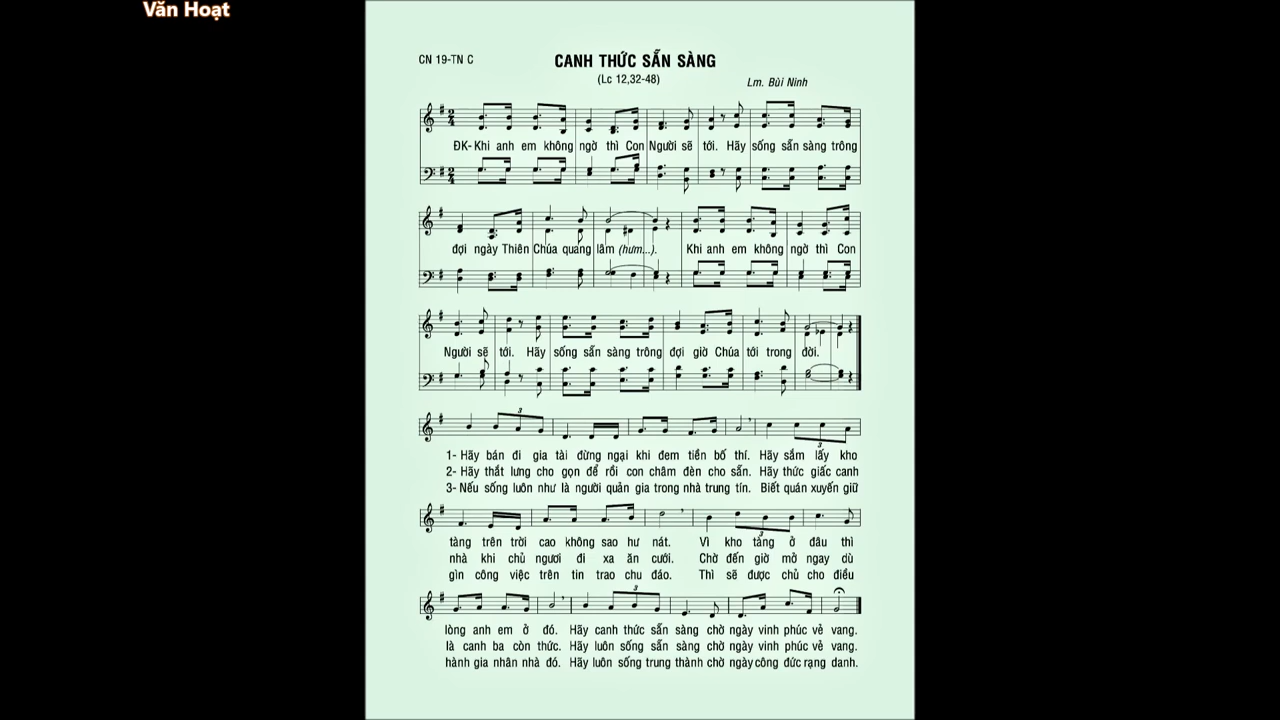 Văn Hoạt
CN 19-TN C
CANH THỨC SẴN SÀNG
(Lc 12,32-48)
Lm. Bùi Ninh
ĐK- Khi anh em không ngờ thì Con Người sẽ tới. Hãy sống sẵn sàng trông
đợi ngày Thiên Chúa quang lâm (hưm...). Khi anh em không ngờ thì Con
Người sẽ tới. Hãy sống sẵn sàng trông đợi giờ Chúa tới trong đời.
3
3
1- Hãy bán đi gia tài đừng ngại khi đem tiền bố thí. Hãy sắm lấy kho
2- Hãy thắt lưng cho gọn để rồi con châm đèn cho sẵn. Hãy thức giấc canh
3- Nếu sống luôn như là người quản gia trong nhà trung tín. Biết quán xuyến giữ
3
tàng trên trời cao không sao hư nát. Vì kho tảng ở đâu thì
nhà khi chủ ngươi đi xa ăn cưới. Chờ đến giờ mở ngay dù
gìn công việc trên tin trao chu đáo. Thì sẽ được chủ cho điều
3
lòng anh em ở đó. Hãy canh thức sẵn sàng chờ ngày vinh phúc vẻ vang.
là canh ba còn thức. Hãy luôn sống sẵn sàng chờ ngày vinh phúc vẻ vang.
hành gia nhân nhà đó. Hãy luôn sống trung thành chờ ngày công đức rạng danh.